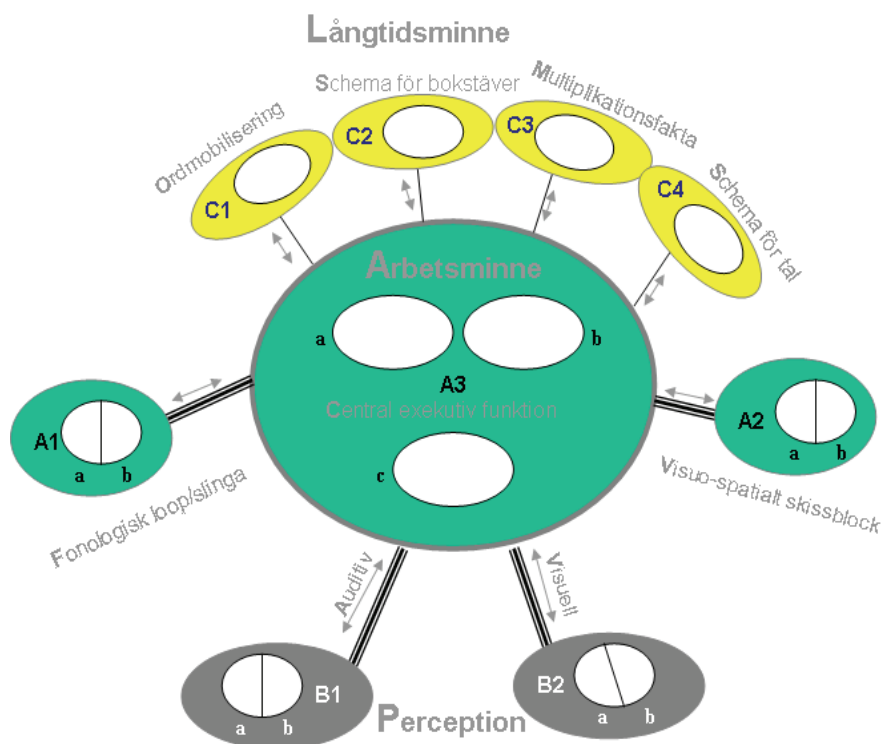 Långtidsminne
Schema för bokstäver
Multiplikationsfakta
Ordmobilisering
Schema för tal
C1
C2
C3
C4
Arbetsminne
a
b
A3
Central exekutiv funktion
c
A1
a b
Fonologisk loop/slinga
A2
a b
Visuo-spatialt skissblock
Auditiv
Visuell
B1
a b
B2
a b
Perception